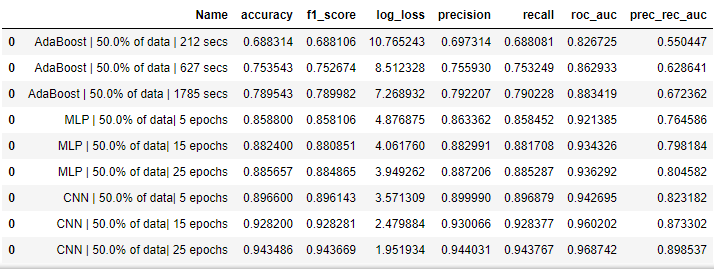 Name accuracy f1_score log_loss precision recall roc_auc prec_rec_auc
0 AdaBoost | 50.0% of data | 212 secs 0.688314 0.688106 10.765243 0.697314 0.688081 0.826725 0.550447
0 AdaBoost | 50.0% of data | 627 secs 0.753543 0.752674 8.512328 0.755930 0.753249 0.862933 0.628641
0 AdaBoost | 50.0% of data | 1785 secs 0.789543 0.789982 7.268932 0.792207 0.790228 0.883419 0.672362
0 MLP | 50.0% of data| 5 epochs 0.858800 0.858106 4.876875 0.863362 0.858452 0.921385 0.764586
0 MLP | 50.0% of data| 15 epochs 0.882400 0.880851 4.061760 0.882991 0.881708 0.934326 0.798184
0 MLP | 50.0% of data| 25 epochs 0.885657 0.884865 3.949262 0.887206 0.885287 0.936292 0.804582
0 CNN | 50.0% of data| 5 epochs 0.896600 0.896143 3.571309 0.899990 0.896879 0.942695 0.823182
0 CNN | 50.0% of data| 15 epochs 0.928200 0.928281 2.479884 0.930066 0.928377 0.960202 0.873302
0 CNN | 50.0% of data| 25 epochs 0.943486 0.943669 1.951934 0.944031 0.943767 0.968742 0.898537